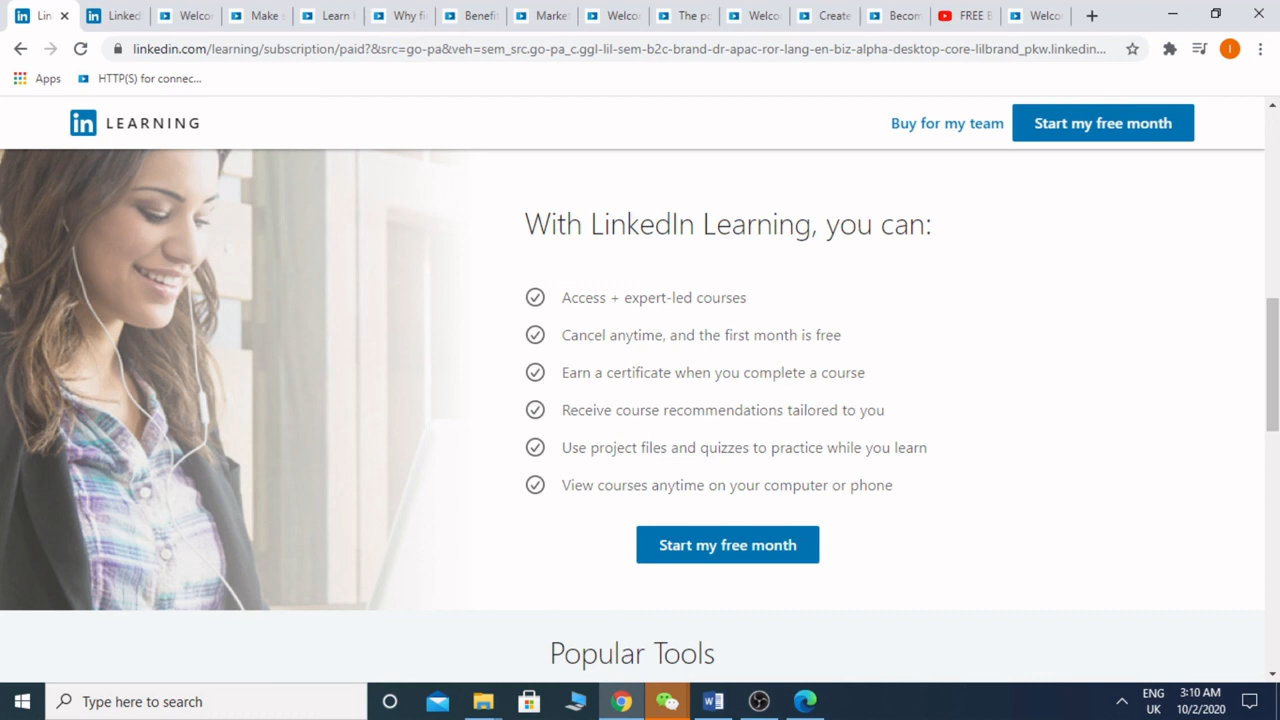 Lin
Linked
Welco
Make
Learn
Why fi
Benefi
Market
Welco
The po
Welco
Create
Becom
FREE E
Welco
linkedin.com/learning/subscription/paid?&src=go-pa&veh=sem_src.go-pa_c.ggl-lil-sem-b2c-brand-dr-apac-ror-lang-en-biz-alpha-desktop-core-lilbrand_pkw.linkedin...
I
Apps
HTTP(S) for connec...
in LEARNING
Buy for my team
Start my free month
With LinkedIn Learning, you can:
Access + expert-led courses
Cancel anytime, and the first month is free
Earn a certificate when you complete a course
Receive course recommendations tailored to you
Use project files and quizzes to practice while you learn
View courses anytime on your computer or phone
Start my free month
Popular Tools
Type here to search
ENG
UK
3:10 AM
10/2/2020